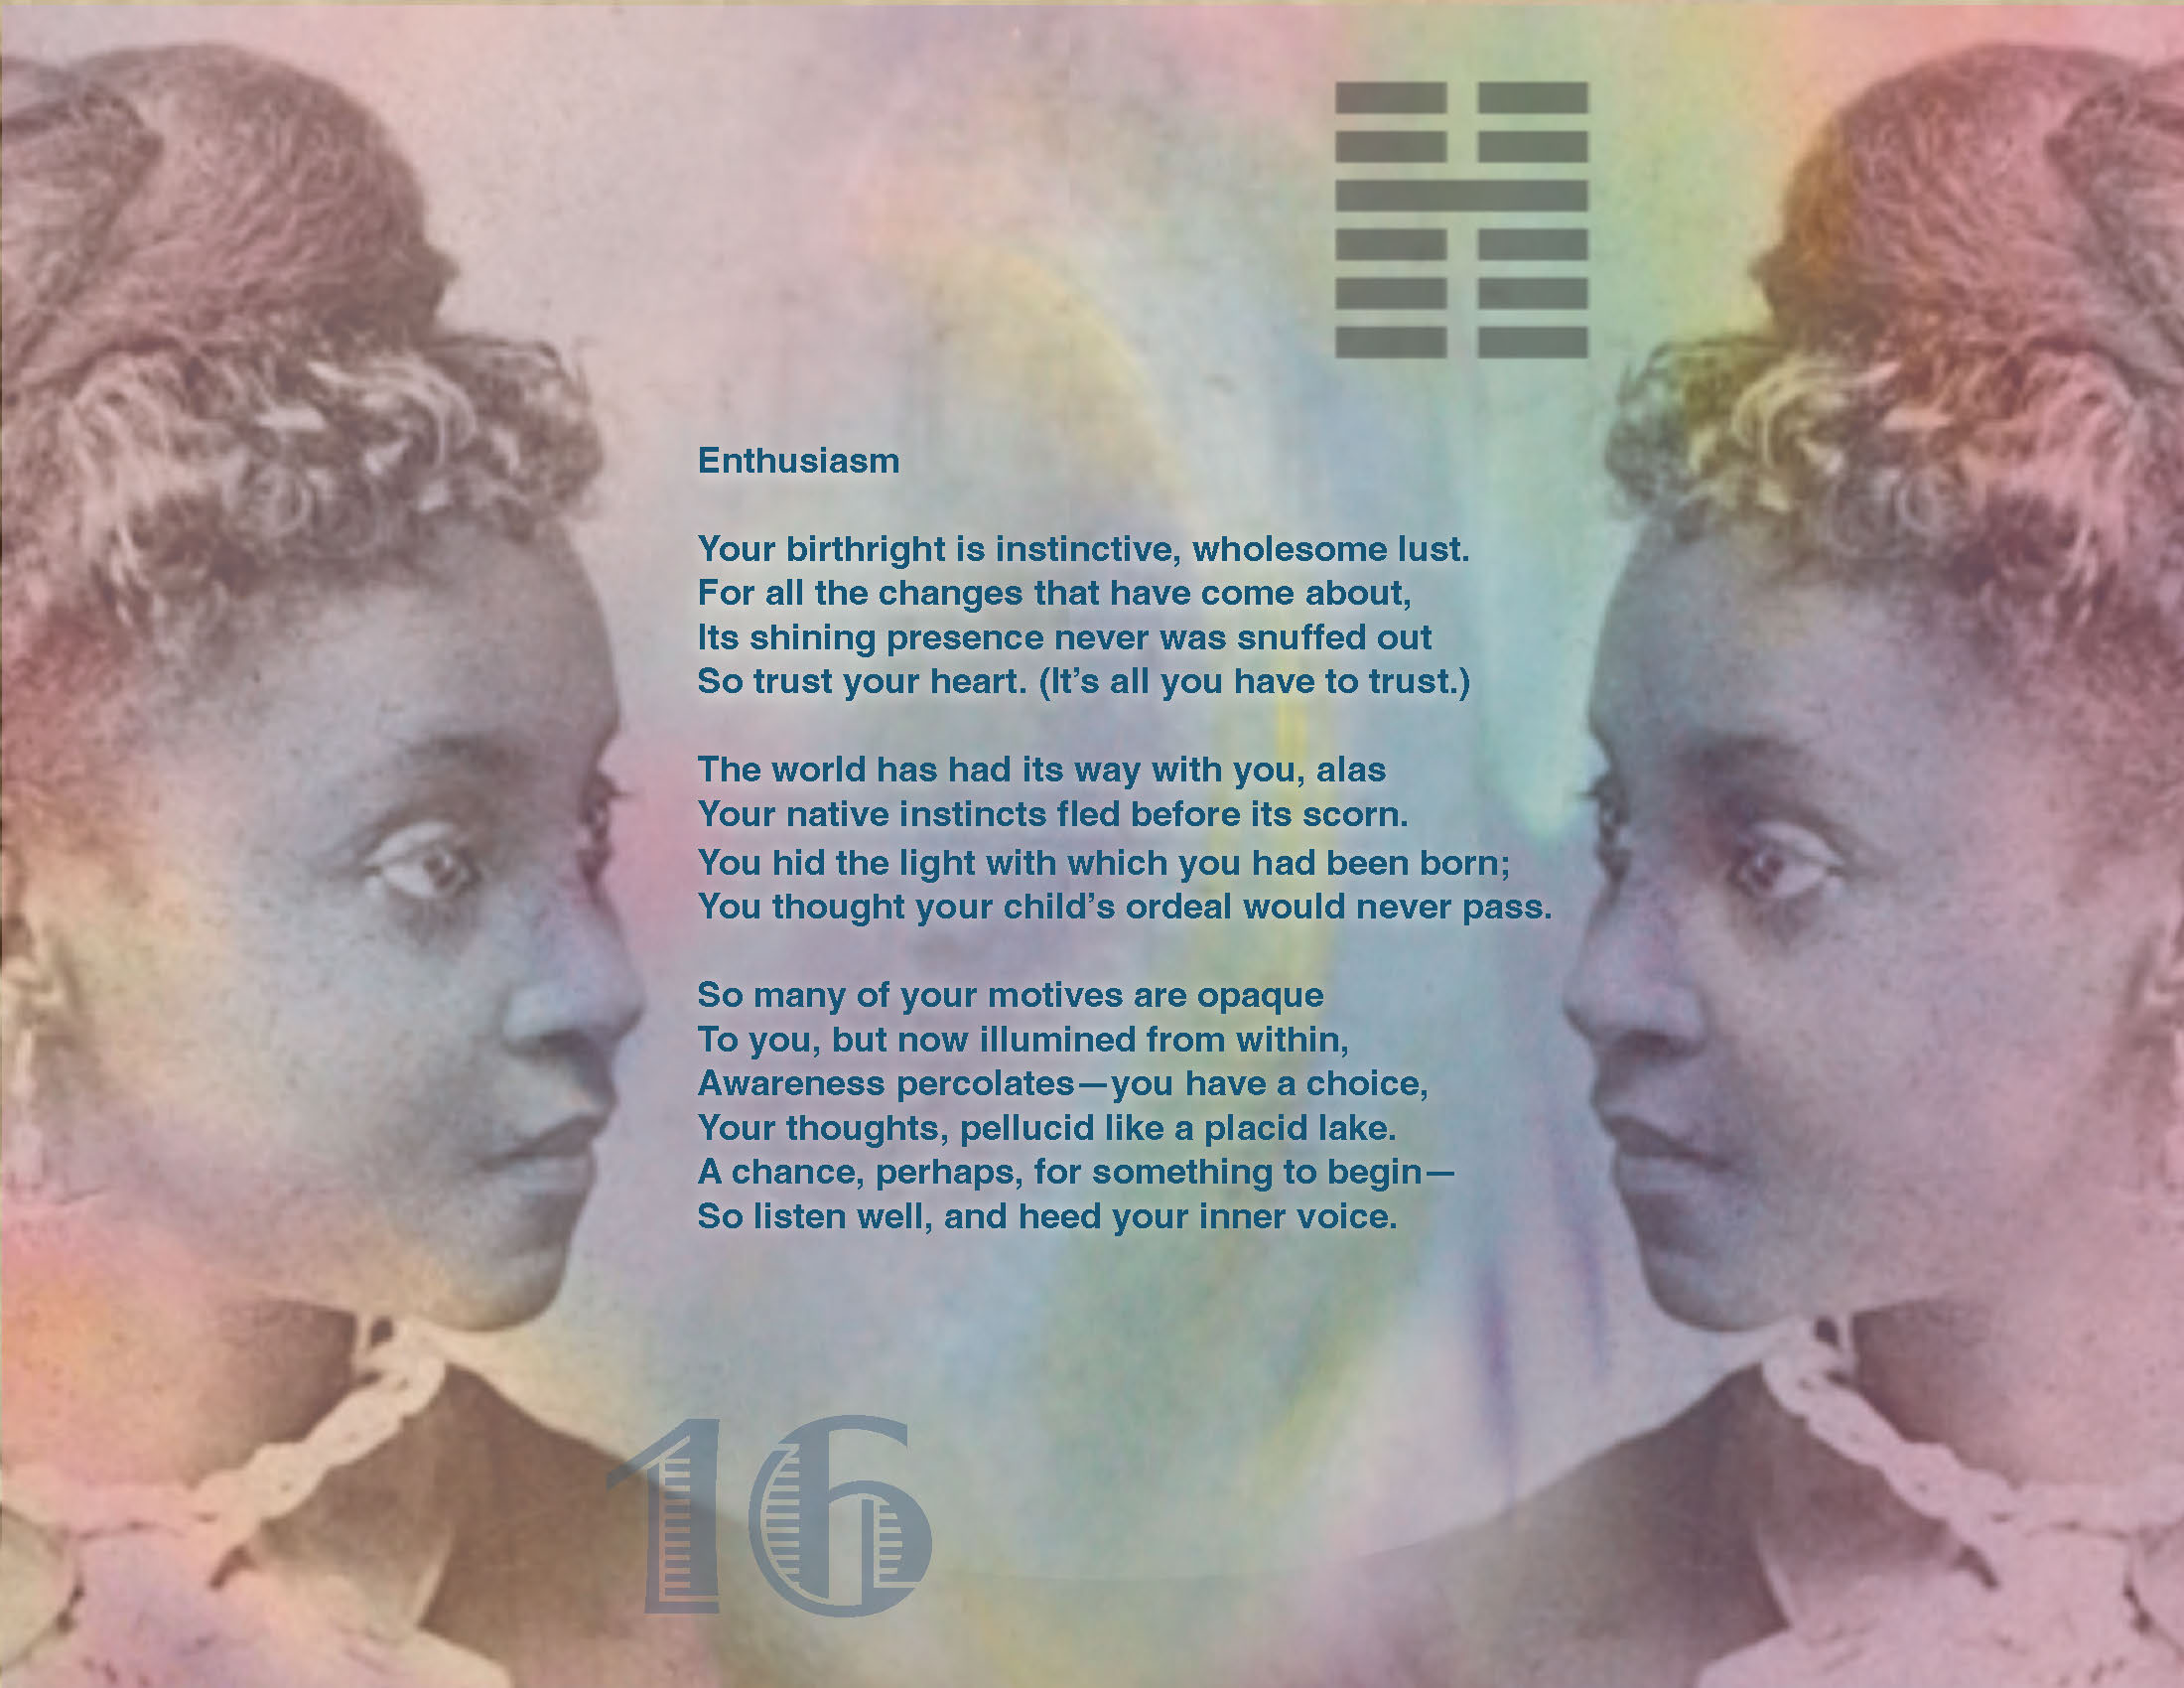 Enthusiasm
Your birthright is instinctive, wholesome lust.
For all the changes that have come about,
Its shining presence never was snuffed out
So trust your heart. (It’s all you have to trust.)
The world has had its way with you, alas
Your native instincts fled before its scorn.
You hid the light with which you had been born;
You thought your child’s ordeal would never pass.
So many of your motives are opaque
To you, but now illumined from within,
Awareness percolates—you have a choice,
Your thoughts, pellucid like a placid lake.
A chance, perhaps, for something to begin—
So listen well, and heed your inner voice.
16